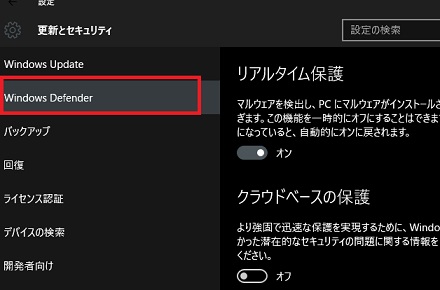 設定
更新とセキュリティ
設定の検索
Windows Update
Windows Defender
バックアップ
回復
ライセンス認証
デバイスの検索
開発者向け
リアルタイム保護
マルウェアを検出し、PC にマルウェアがインストールさ
ぎます。この機能を一時的にオフにすることはできま
になっていると、自動的にオンに戻されます。
オン
クラウドベースの保護
より強固で迅速な保護を実現するために、Windo
かった潜在的なセキュリティの問題に関する情報を
ください。
オフ